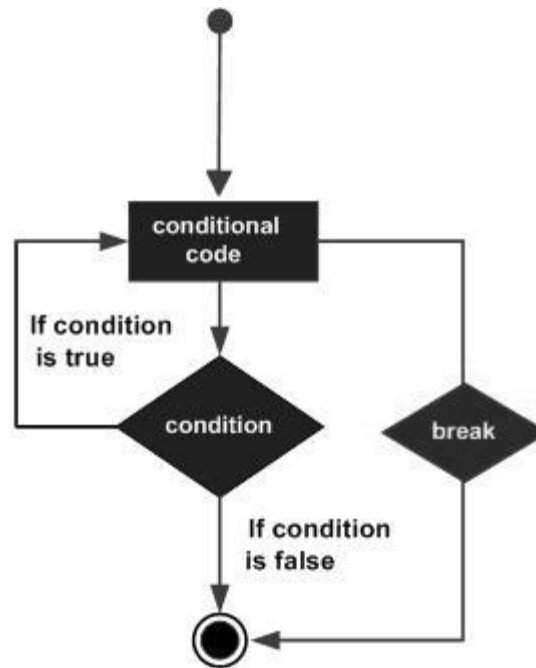 conditional
code
If condition
is true
condition
break
If condition
is false